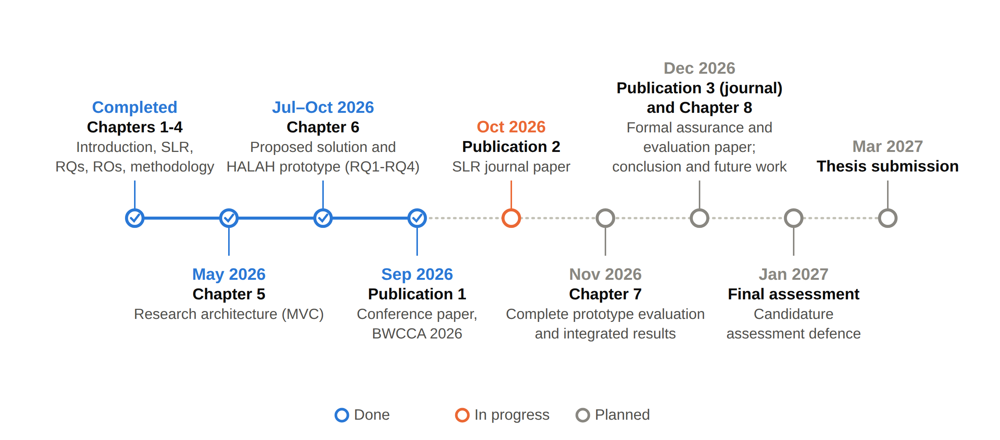 Completed
Chapters 1-4
Introduction, SLR,
RQs, ROs, methodology
May 2026
Chapter 5
Research architecture (MVC)
Jul–Oct 2026
Chapter 6
Proposed solution and
HALAH prototype (RQ1-RQ4)
Sep 2026
Publication 1
Conference paper,
BWCCA 2026
Oct 2026
Publication 2
SLR journal paper
Nov 2026
Chapter 7
Complete prototype evaluation
and integrated results
Dec 2026
Publication 3 (journal)
and Chapter 8
Formal assurance and
evaluation paper;
conclusion and future work
Jan 2027
Final assessment
Candidature
assessment defence
Mar 2027
Thesis submission
Done
In progress
Planned